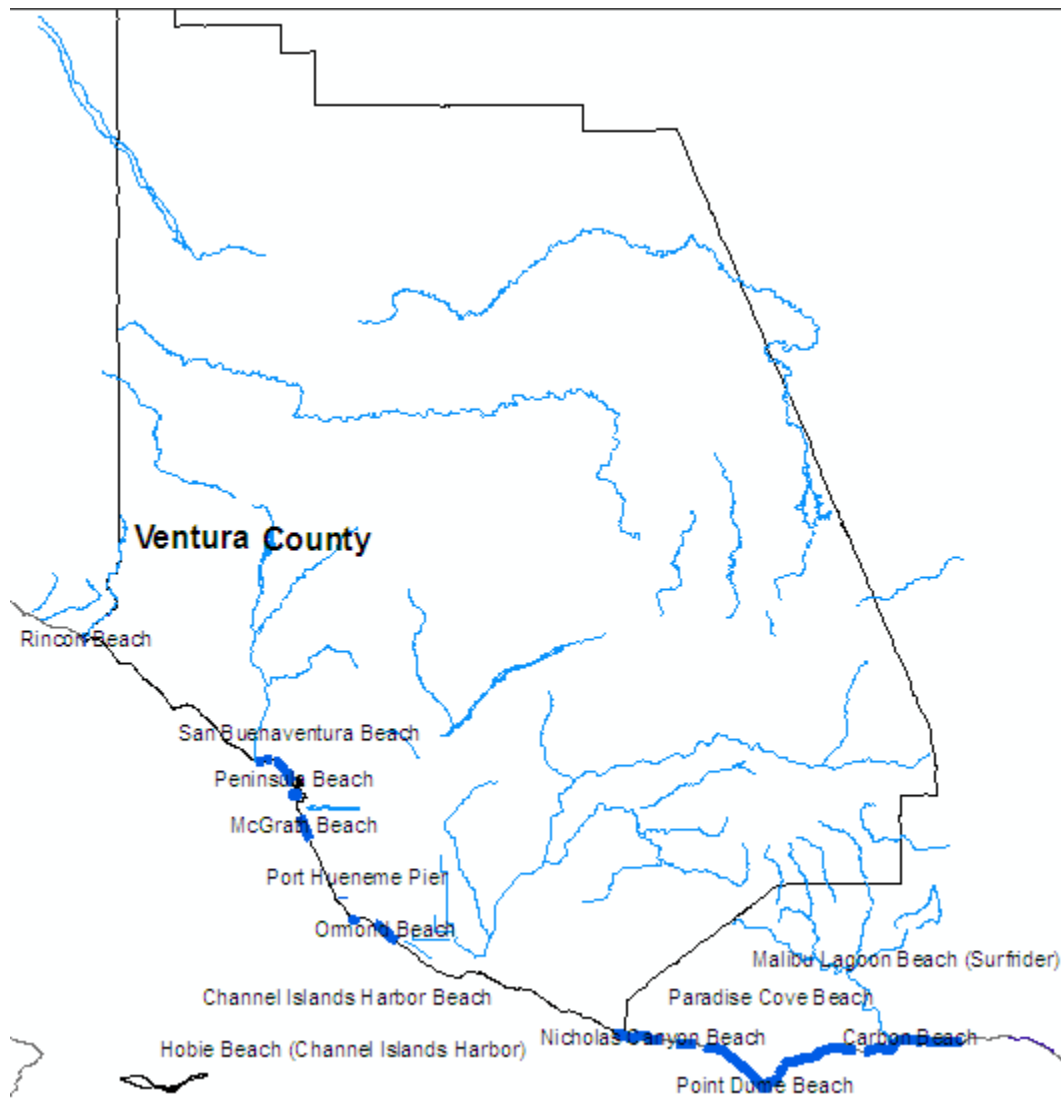 Ventura County
Rincon Beach
San Buenaventura Beach
Peninsula Beach
McGrath Beach
Port Hueneme Pier
Ormond Beach
Malibu Lagoon Beach (Surfrider)
Channel Islands Harbor Beach
Paradise Cove Beach
Nicholas Canyon Beach
Carbon Beach
Hobie Beach (Channel Islands Harbor)
Point Dume Beach